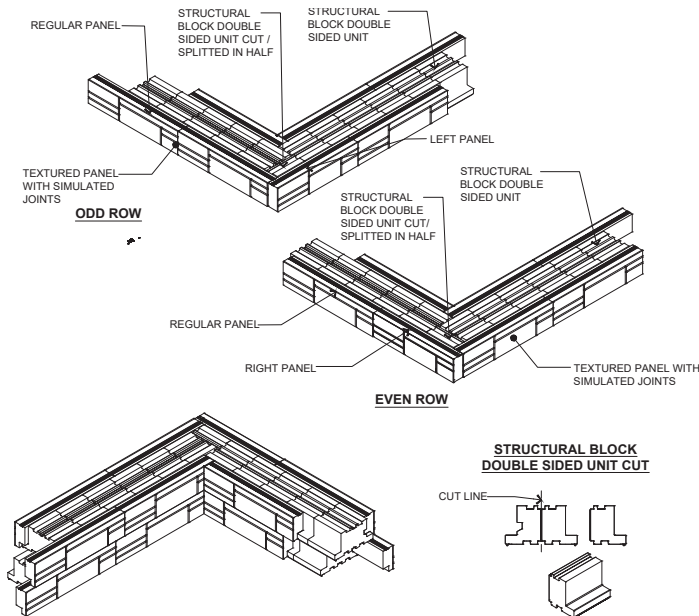 STRUCTURAL
BLOCK DOUBLE
SIDED UNIT CUT /
SPLITTED IN HALF
STRUCTURAL
BLOCK DOUBLE
SIDED UNIT
REGULAR PANEL
LEFT PANEL
TEXTURED PANEL
WITH SIMULATED
JOINTS
ODD ROW
STRUCTURAL
BLOCK DOUBLE
SIDED UNIT
STRUCTURAL
BLOCK DOUBLE
SIDED UNIT CUT/
SPLITTED IN HALF
REGULAR PANEL
RIGHT PANEL
TEXTURED PANEL WITH
SIMULATED JOINTS
EVEN ROW
STRUCTURAL BLOCK
DOUBLE SIDED UNIT CUT
CUT LINE